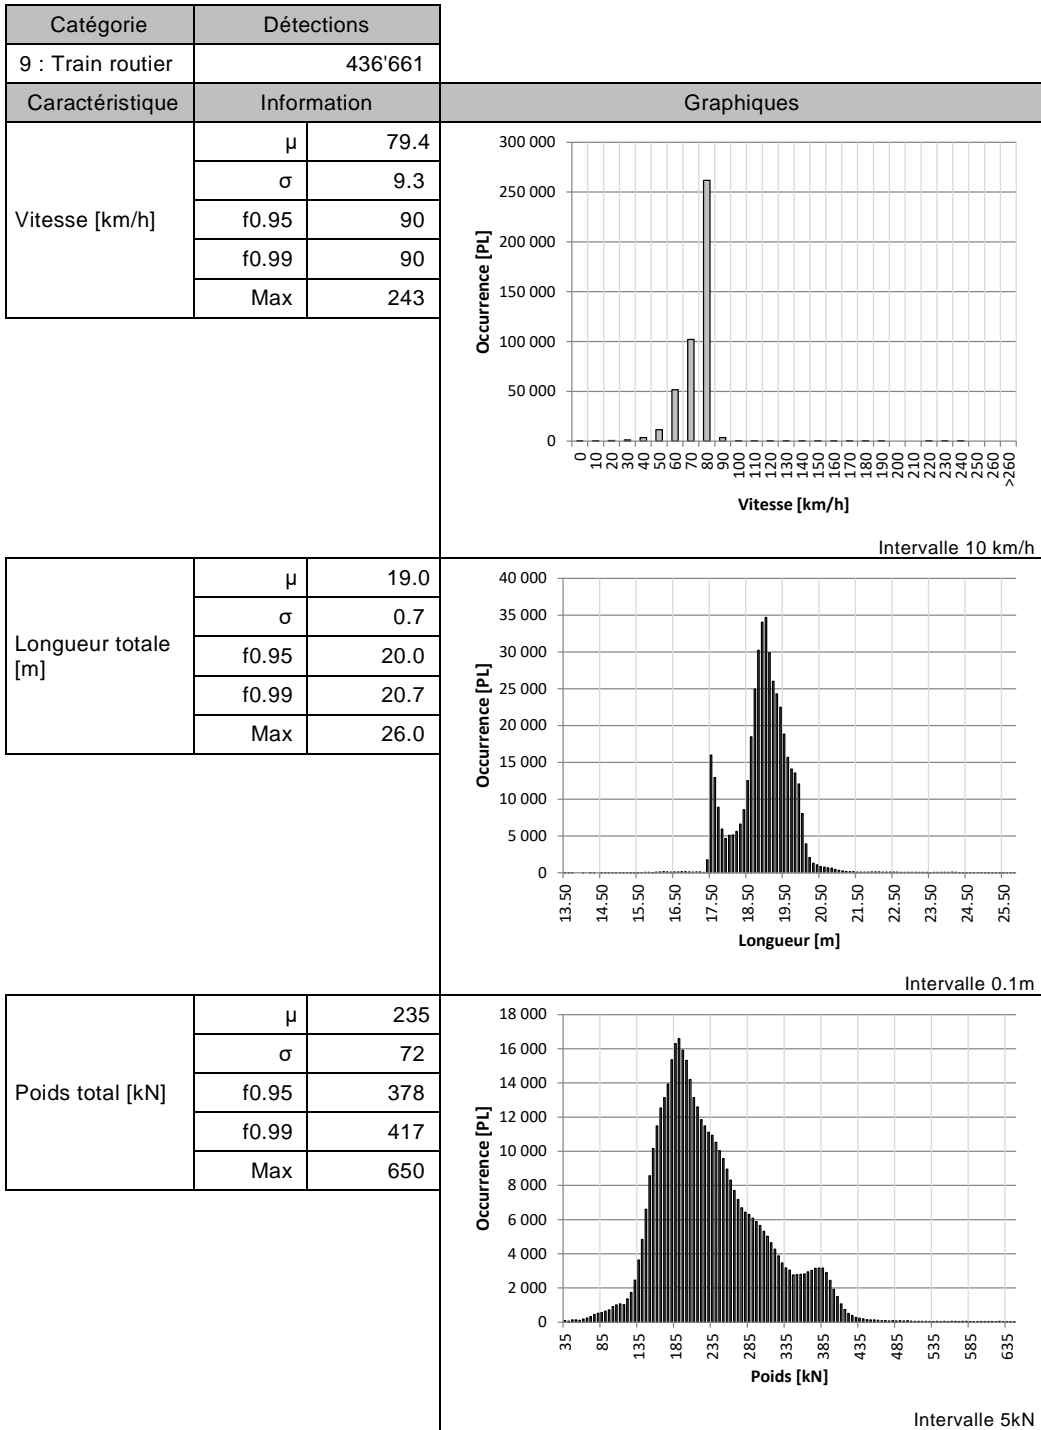 Catégorie Détections
9 : Train routier 436'661
Caractéristique Information Graphiques
Vitesse [km/h]
µ 79.4
σ 9.3
f0.95 90
f0.99 90
Max 243
300 000
250 000
200 000
150 000
100 000
50 000
0
Occurrence [PL]
0 10 20 30 40 50 60 70 80 90 100 110 120 130 140 150 160 170 180 190 200 210 220 230 240 250 260 >260
Vitesse [km/h]
Intervalle 10 km/h
Longueur totale
[m]
µ 19.0
σ 0.7
f0.95 20.0
f0.99 20.7
Max 26.0
40 000
35 000
30 000
25 000
20 000
15 000
10 000
5 000
0
Occurrence [PL]
13.50 14.50 15.50 16.50 17.50 18.50 19.50 20.50 21.50 22.50 23.50 24.50 25.50
Longueur [m]
Intervalle 0.1m
Poids total [kN]
µ 235
σ 72
f0.95 378
f0.99 417
Max 650
18 000
16 000
14 000
12 000
10 000
8 000
6 000
4 000
2 000
0
Occurrence [PL]
35 85 135 185 235 285 335 385 435 485 535 585 635
Poids [kN]
Intervalle 5kN